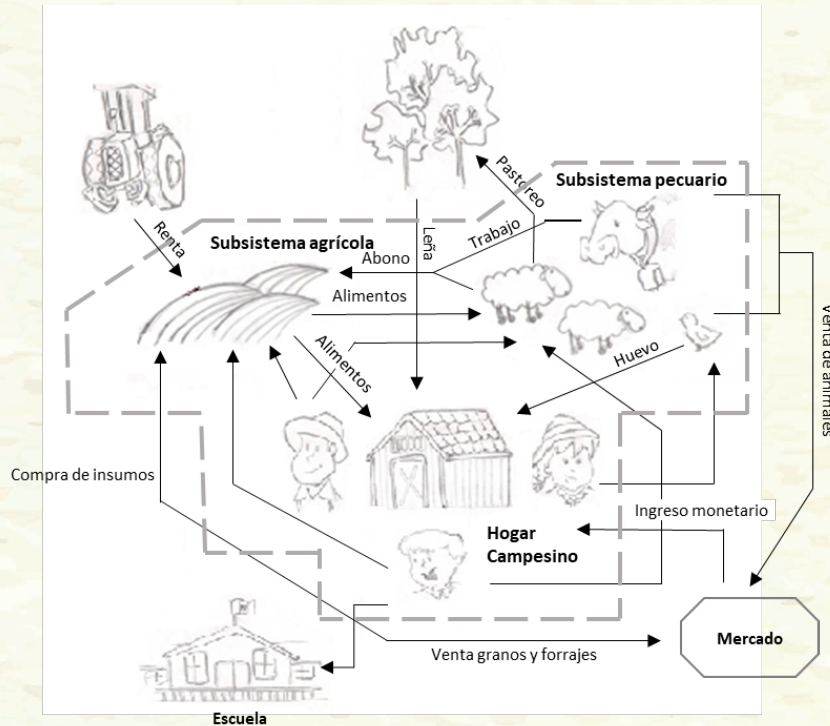 Pastoreo
Subsistema pecuario
Renta
Subsistema agrícola
Leña
Trabajo
Abono
Alimentos
Alimentos
Huevo
Venta de animales
Compra de insumos
Ingreso monetario
Hogar
Campesino
Mercado
Venta granos y forrajes
Escuela